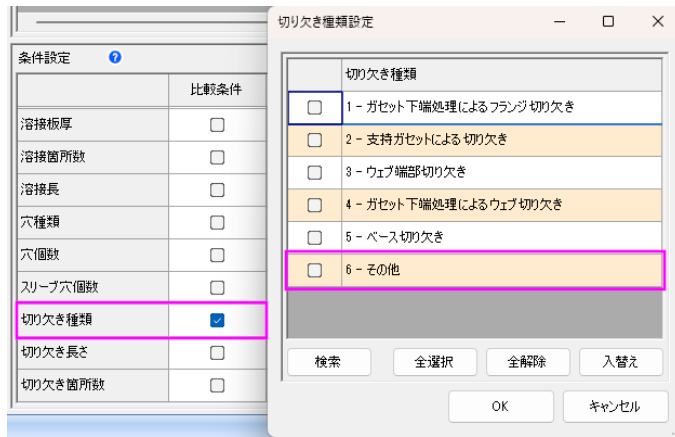 条件設定
比較条件
溶接板厚
溶接箇所数
溶接長
穴種類
穴個数
スリーブ穴個数
切り欠き種類
切り欠き長さ
切り欠き箇所数
切り欠き種類設定
切り欠き種類
1 - ガセット下端処理によるフランジ切り欠き
2 - 支持ガセットによる切り欠き
3 - ウェブ端部切り欠き
4 - ガセット下端処理によるウェブ切り欠き
5 - ベース切り欠き
6 - その他
検索 全選択 全解除 入替え
OK キャンセル